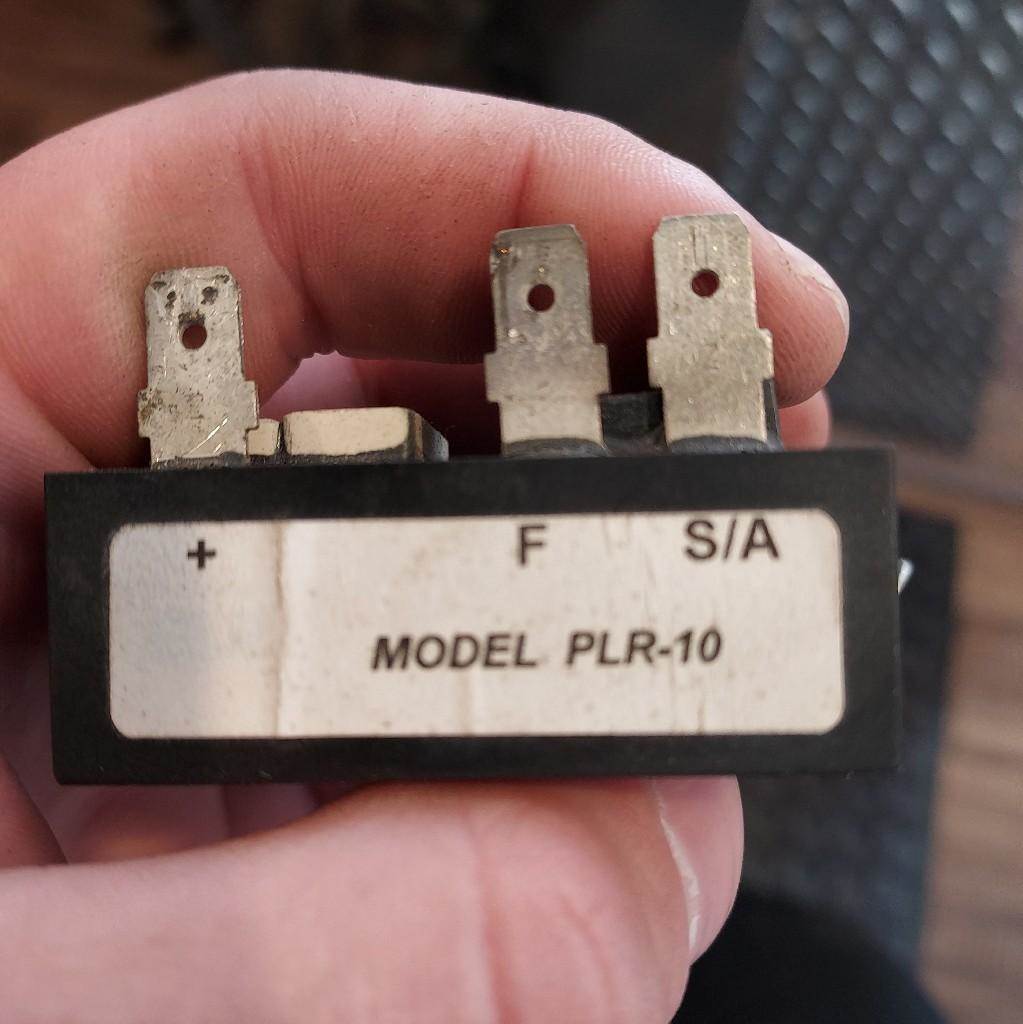 + F S/A
MODEL PLR-10